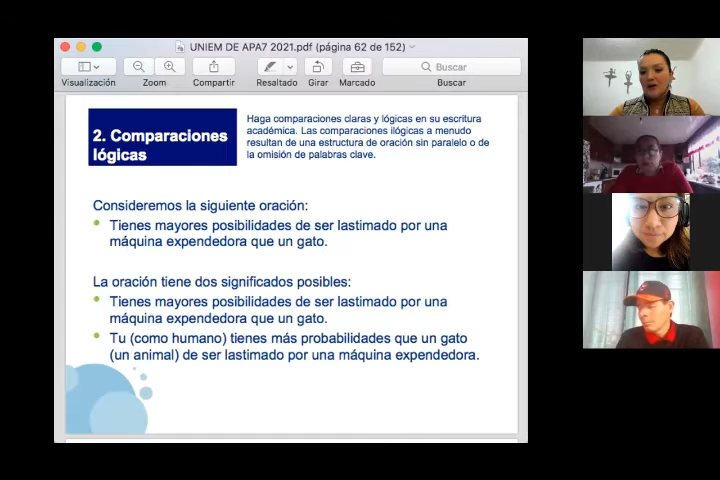 UNIEM DE APA7 2021.pdf (página 62 de 152)
Visualización
Zoom
Compartir
Resaltado
Girar
Marcado
Buscar
Buscar
2. Comparaciones
lógicas
Haga comparaciones claras y lógicas en su escritura
académica. Las comparaciones ilógicas a menudo
resultan de una estructura de oración sin paralelo o de
la omisión de palabras clave.
Consideremos la siguiente oración:
Tienes mayores posibilidades de ser lastimado por una
máquina expendedora que un gato.
La oración tiene dos significados posibles:
Tienes mayores posibilidades de ser lastimado por una
máquina expendedora que un gato.
Tu (como humano) tienes más probabilidades que un gato
(un animal) de ser lastimado por una máquina expendedora.